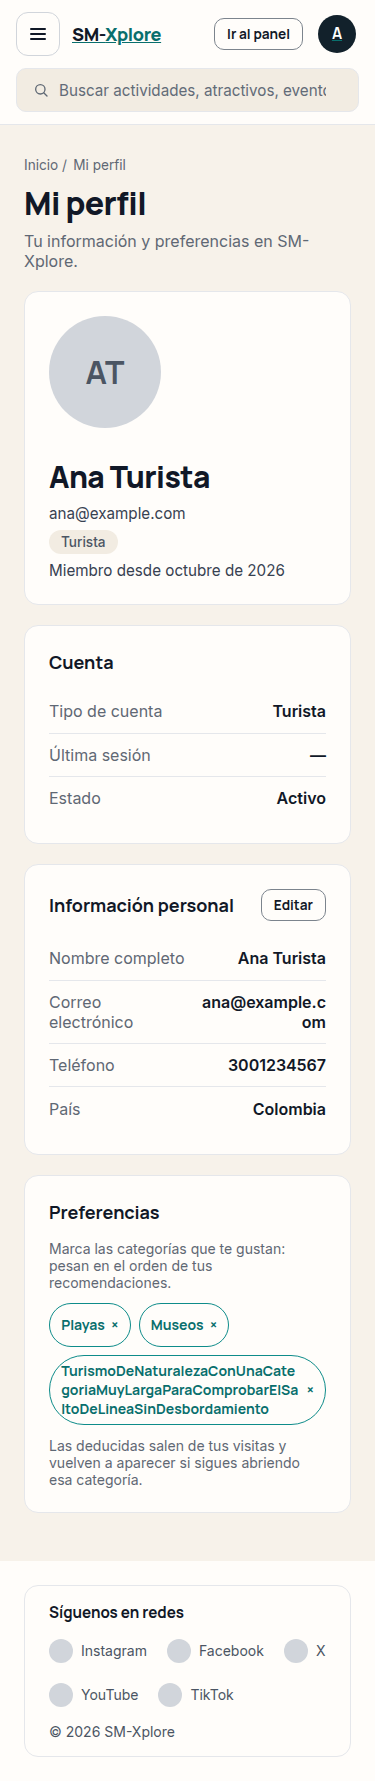 SM-Xplore
Ir al panel
A
Buscar actividades, atractivos, evento
Inicio / Mi perfil
Mi perfil
Tu información y preferencias en SM-
Xplore.
AT
Ana Turista
ana@example.com
Turista
Miembro desde octubre de 2026
Cuenta
Tipo de cuenta Turista
Última sesión —
Estado Activo
Información personal Editar
Nombre completo Ana Turista
Correo
electrónico
ana@example.c
om
Teléfono 3001234567
País Colombia
Preferencias
Marca las categorías que te gustan:
pesan en el orden de tus
recomendaciones.
Playas × Museos ×
TurismoDeNaturalezaConUnaCate
goriaMuyLargaParaComprobarElSa ×
ltoDeLineaSinDesbordamiento
Las deducidas salen de tus visitas y
vuelven a aparecer si sigues abriendo
esa categoría.
Síguenos en redes
Instagram Facebook X
YouTube TikTok
© 2026 SM-Xplore